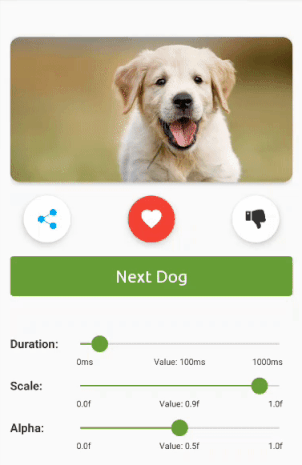 Next Dog
Duration:
0ms Value: 100ms 1000ms
Scale:
0.0f Value: 0.9f 1.0f
Alpha:
0.0f Value: 0.5f 1.0f